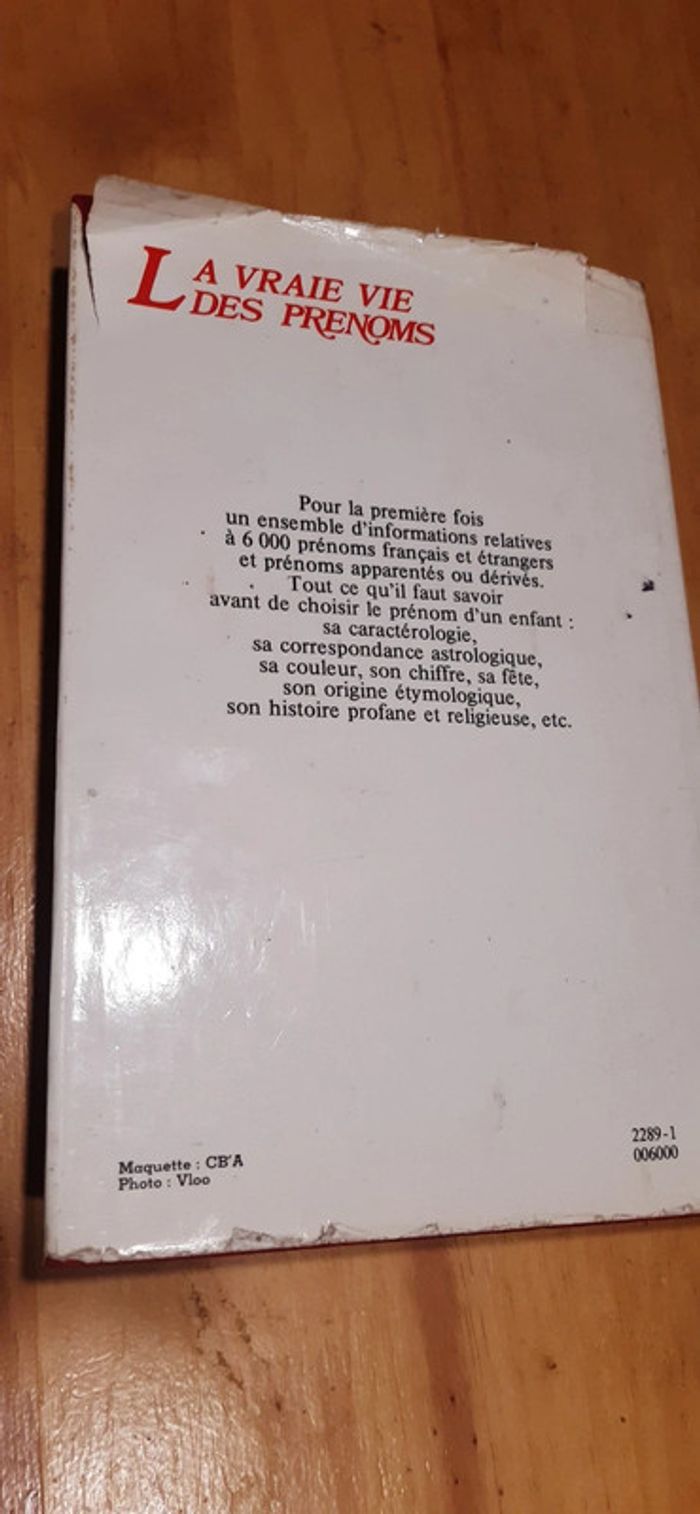 LA VRAIE VIE
DES PRENOMS
Pour la première fois
un ensemble d'informations relatives
à 6 000 prénoms français et étrangers
et prénoms apparentés ou dérivés.
Tout ce qu'il faut savoir
avant de choisir le prénom d'un enfant :
sa caractérologie,
sa correspondance astrologique,
sa couleur, son chiffre, sa fête,
son origine étymologique,
son histoire profane et religieuse, etc.
Maquette : CB'A
Photo : Vloo
2289-1
006000